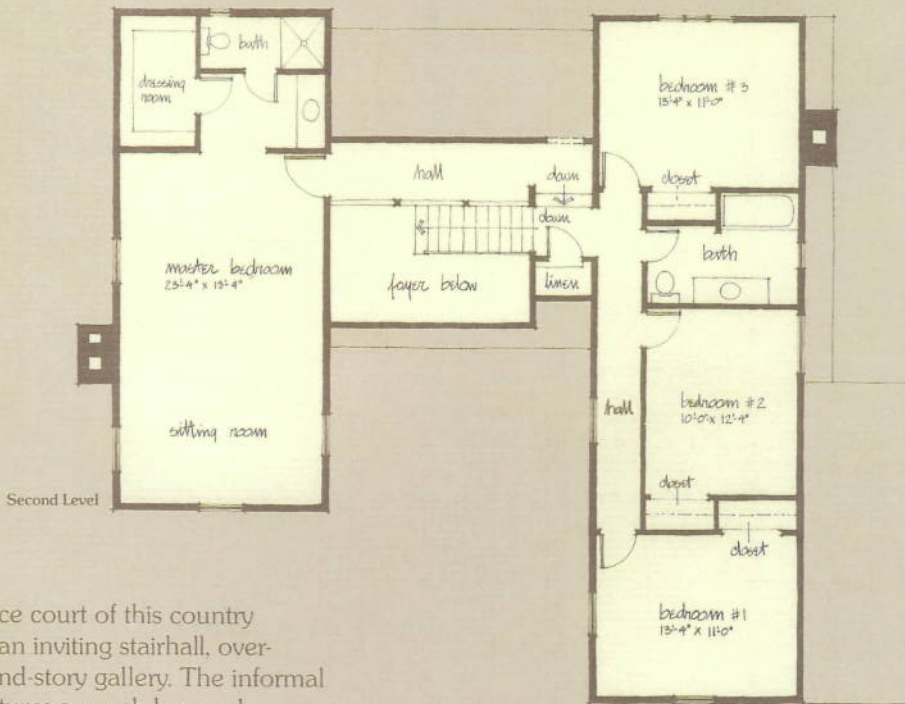 bath
dressing
room
bedroom #3
13'-4" x 11'-0"
hall
down
closet
down
bath
master bedroom
23'-4" x 13'-4"
foyer below
linen
hall
bedroom #2
10'-0" x 12'-4"
sitting room
closet
Second Level
closet
bedroom #1
13'-4" x 11'-0"
ce court of this country
an inviting stairhall, over-
nd-story gallery. The informal